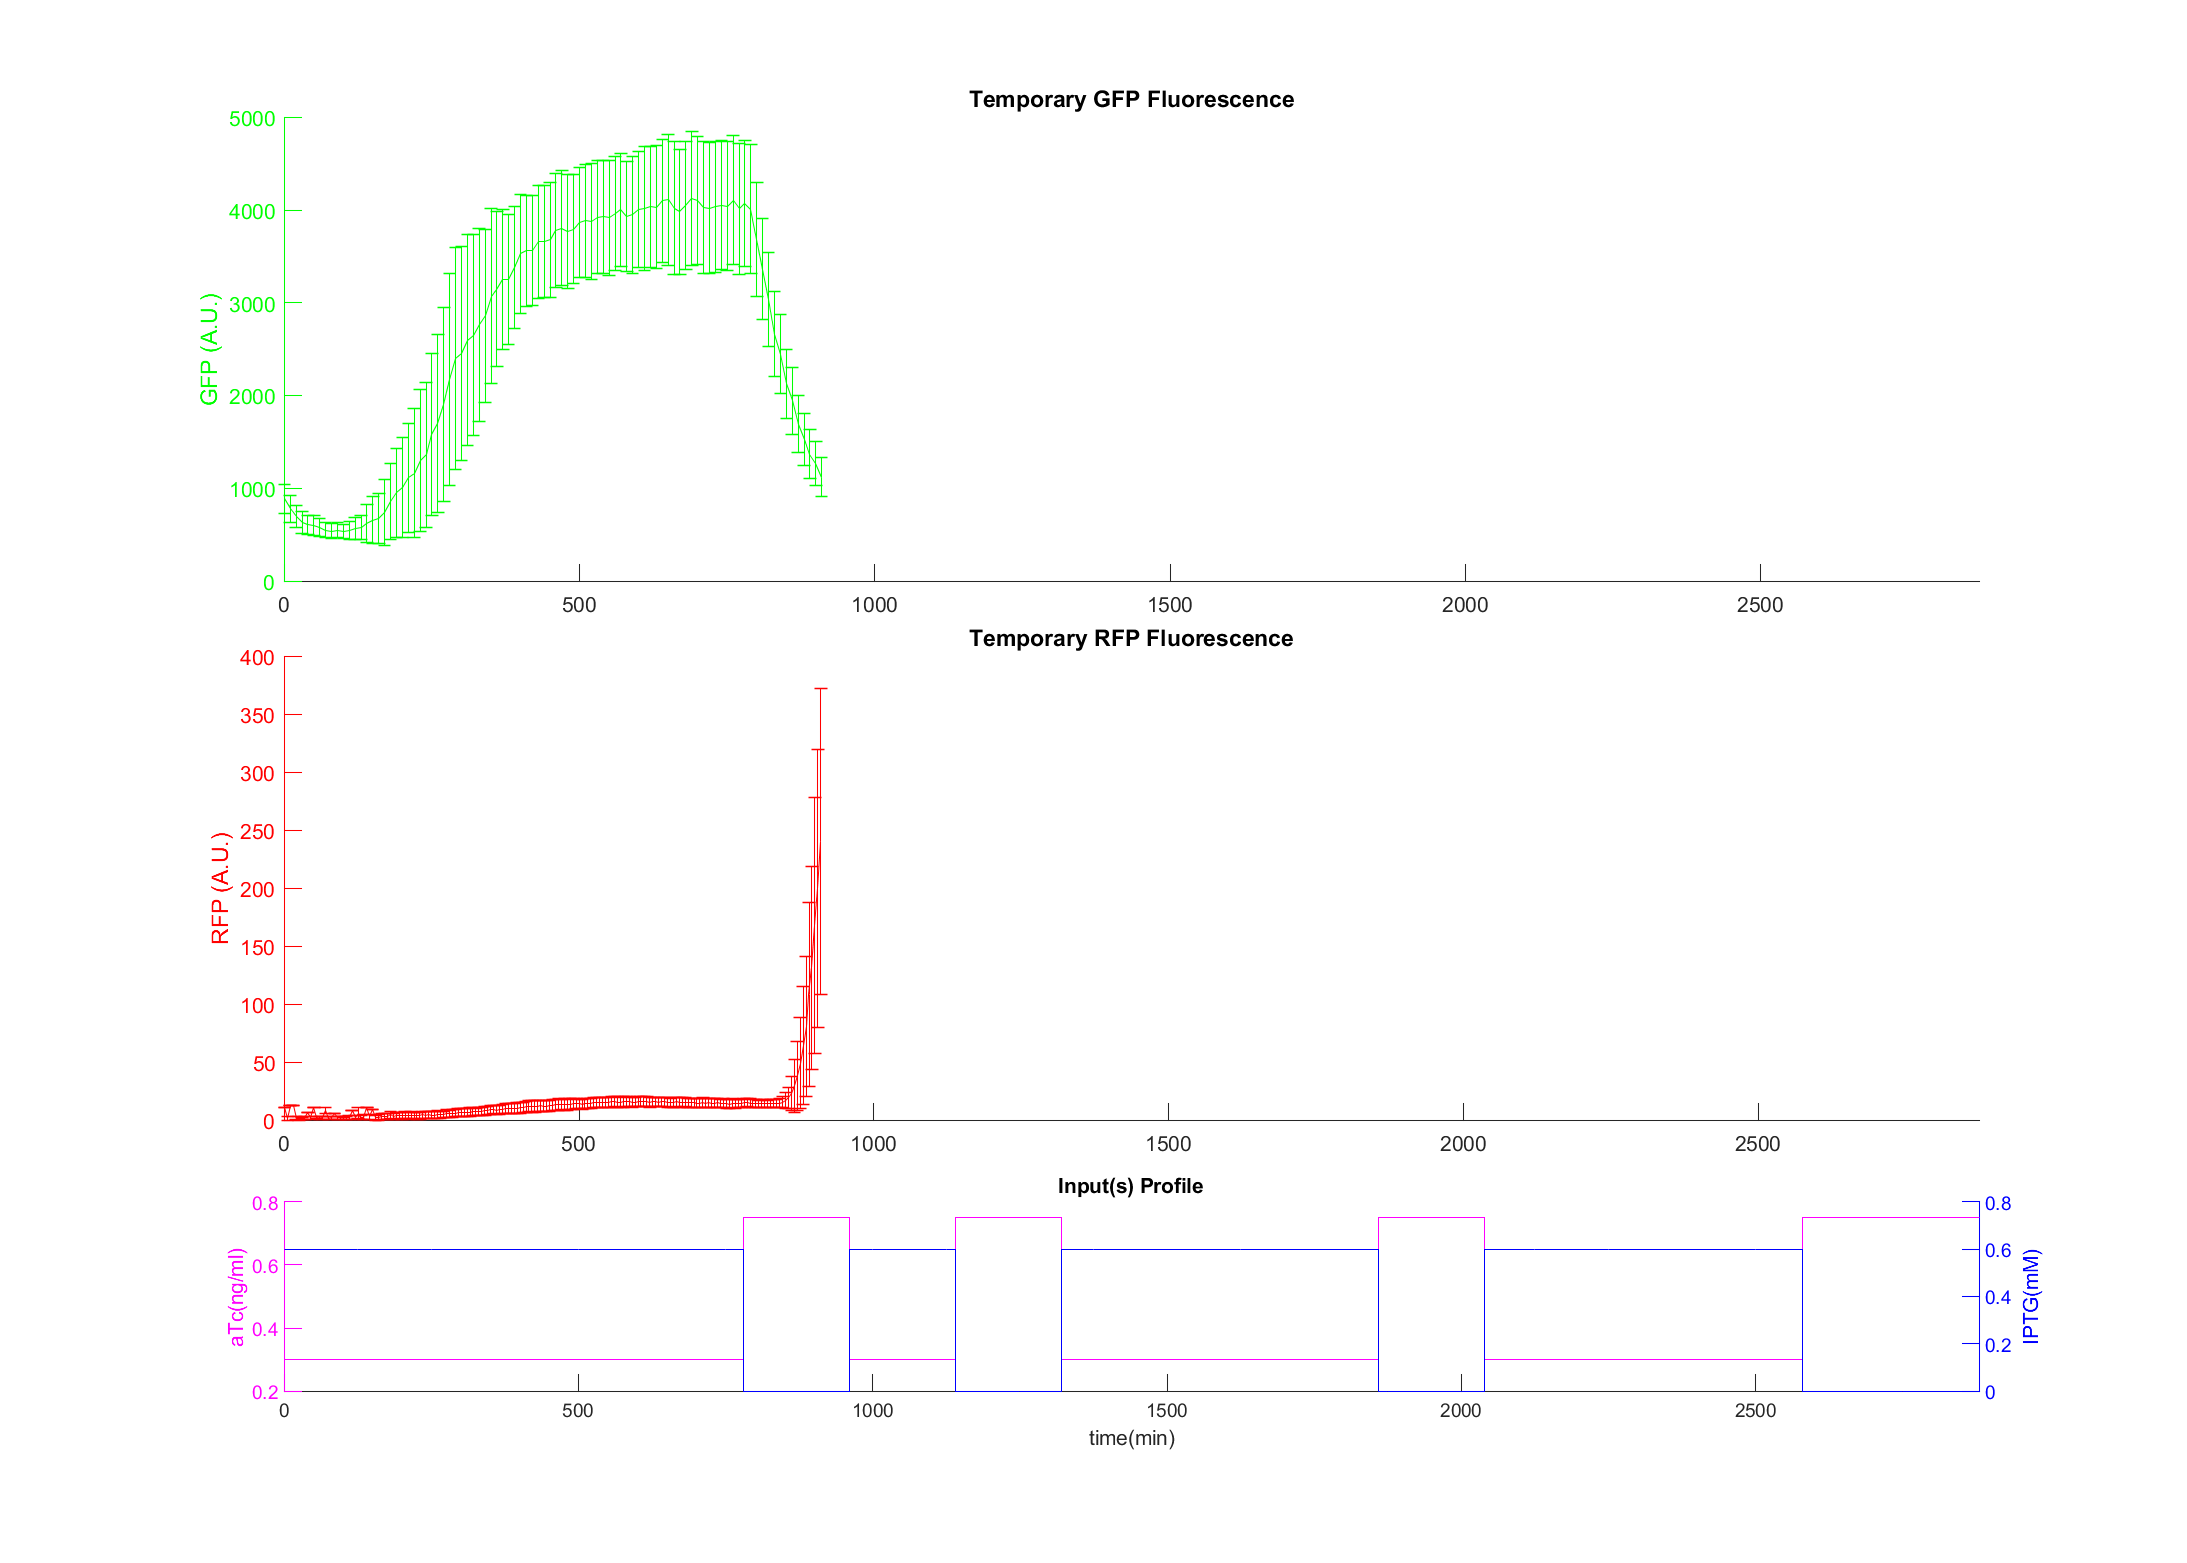 Temporary GFP Fluorescence
5000
4000
3000
2000
1000
0
GFP (A.U.)
0 500 1000 1500 2000 2500
Temporary RFP Fluorescence
400
350
300
250
200
150
100
50
0
RFP (A.U.)
0 500 1000 1500 2000 2500
Input(s) Profile
0.8
0.6
0.4
0.2
aTc(ng/ml)
0.8
0.6
0.4
0.2
0
IPTG(mM)
0 500 1000 1500 2000 2500
time(min)